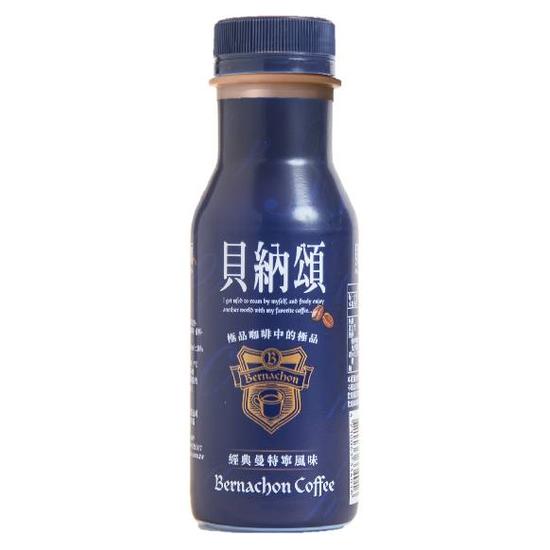 貝納頌
I get used to roam by myself, and freely enjoy
another world with my favorite coffee...
極品咖啡中的極品
B
Bernachon
經典曼特寧風味
Bernachon Coffee